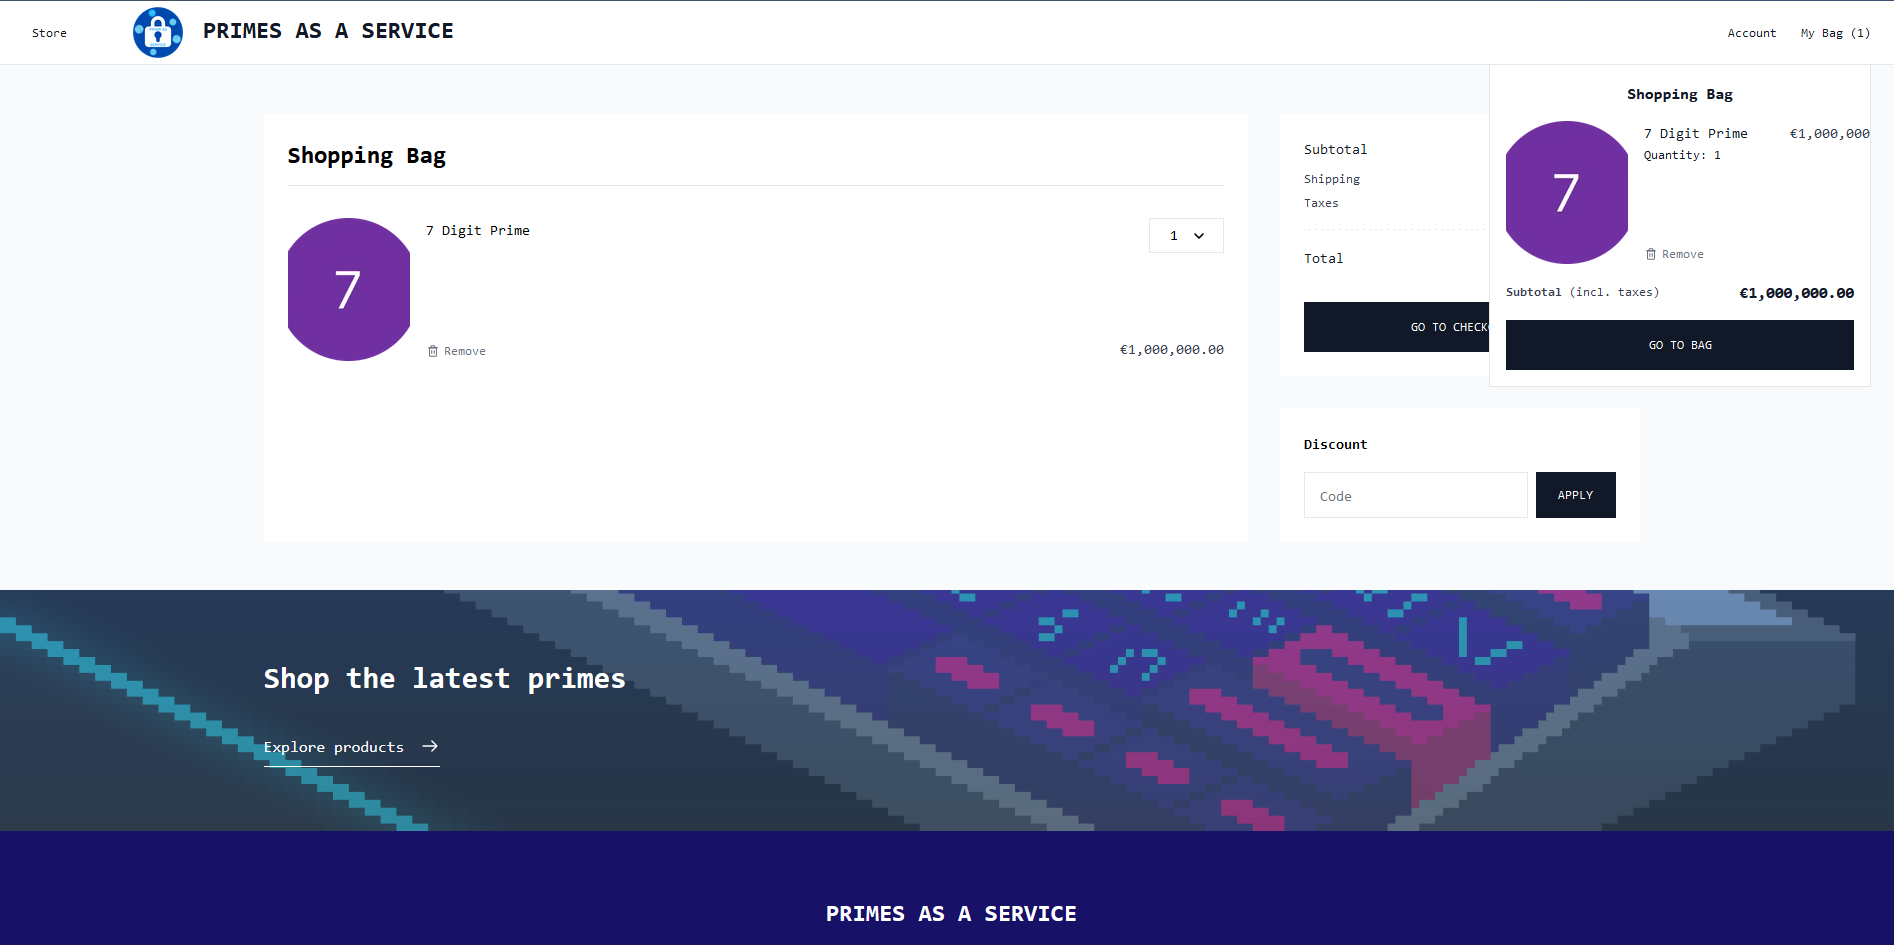 Store
PRIMES AS A SERVICE
Account
My Bag (1)
Shopping Bag
7
7 Digit Prime
1
Remove
€1,000,000.00
Subtotal
Shipping
Taxes
Total
GO TO CHECK
Shopping Bag
7
7 Digit Prime
€1,000,000
Quantity: 1
Remove
Subtotal (incl. taxes)
€1,000,000.00
GO TO BAG
Discount
Code
APPLY
Shop the latest primes
Explore products
PRIMES AS A SERVICE